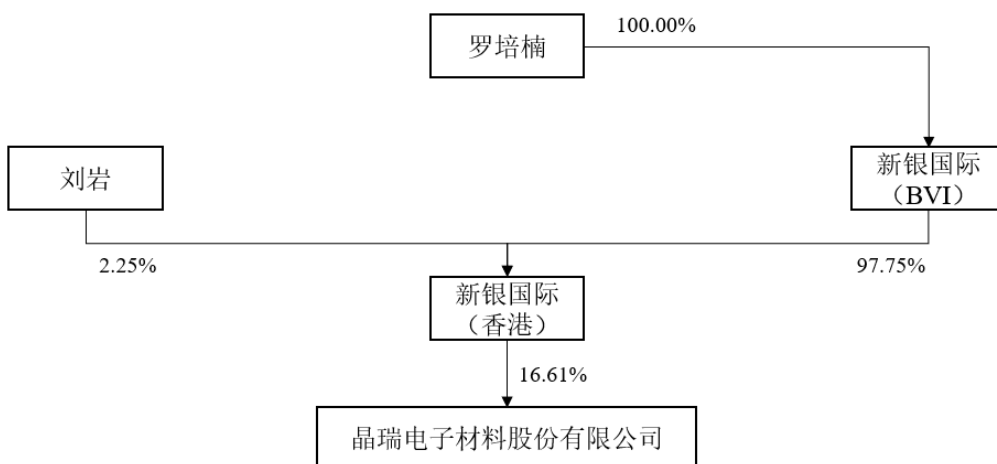 罗培楠
100.00%
刘岩
新银国际
（BVI）
2.25%
97.75%
新银国际
（香港）
16.61%
晶瑞电子材料股份有限公司